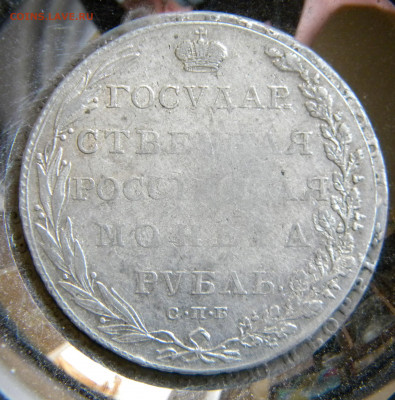 ГОСУДАР
СТВЕННАЯ
РОССИЙСКАЯ
МОНЕТА
РУБЛЬ.
С.П.Б